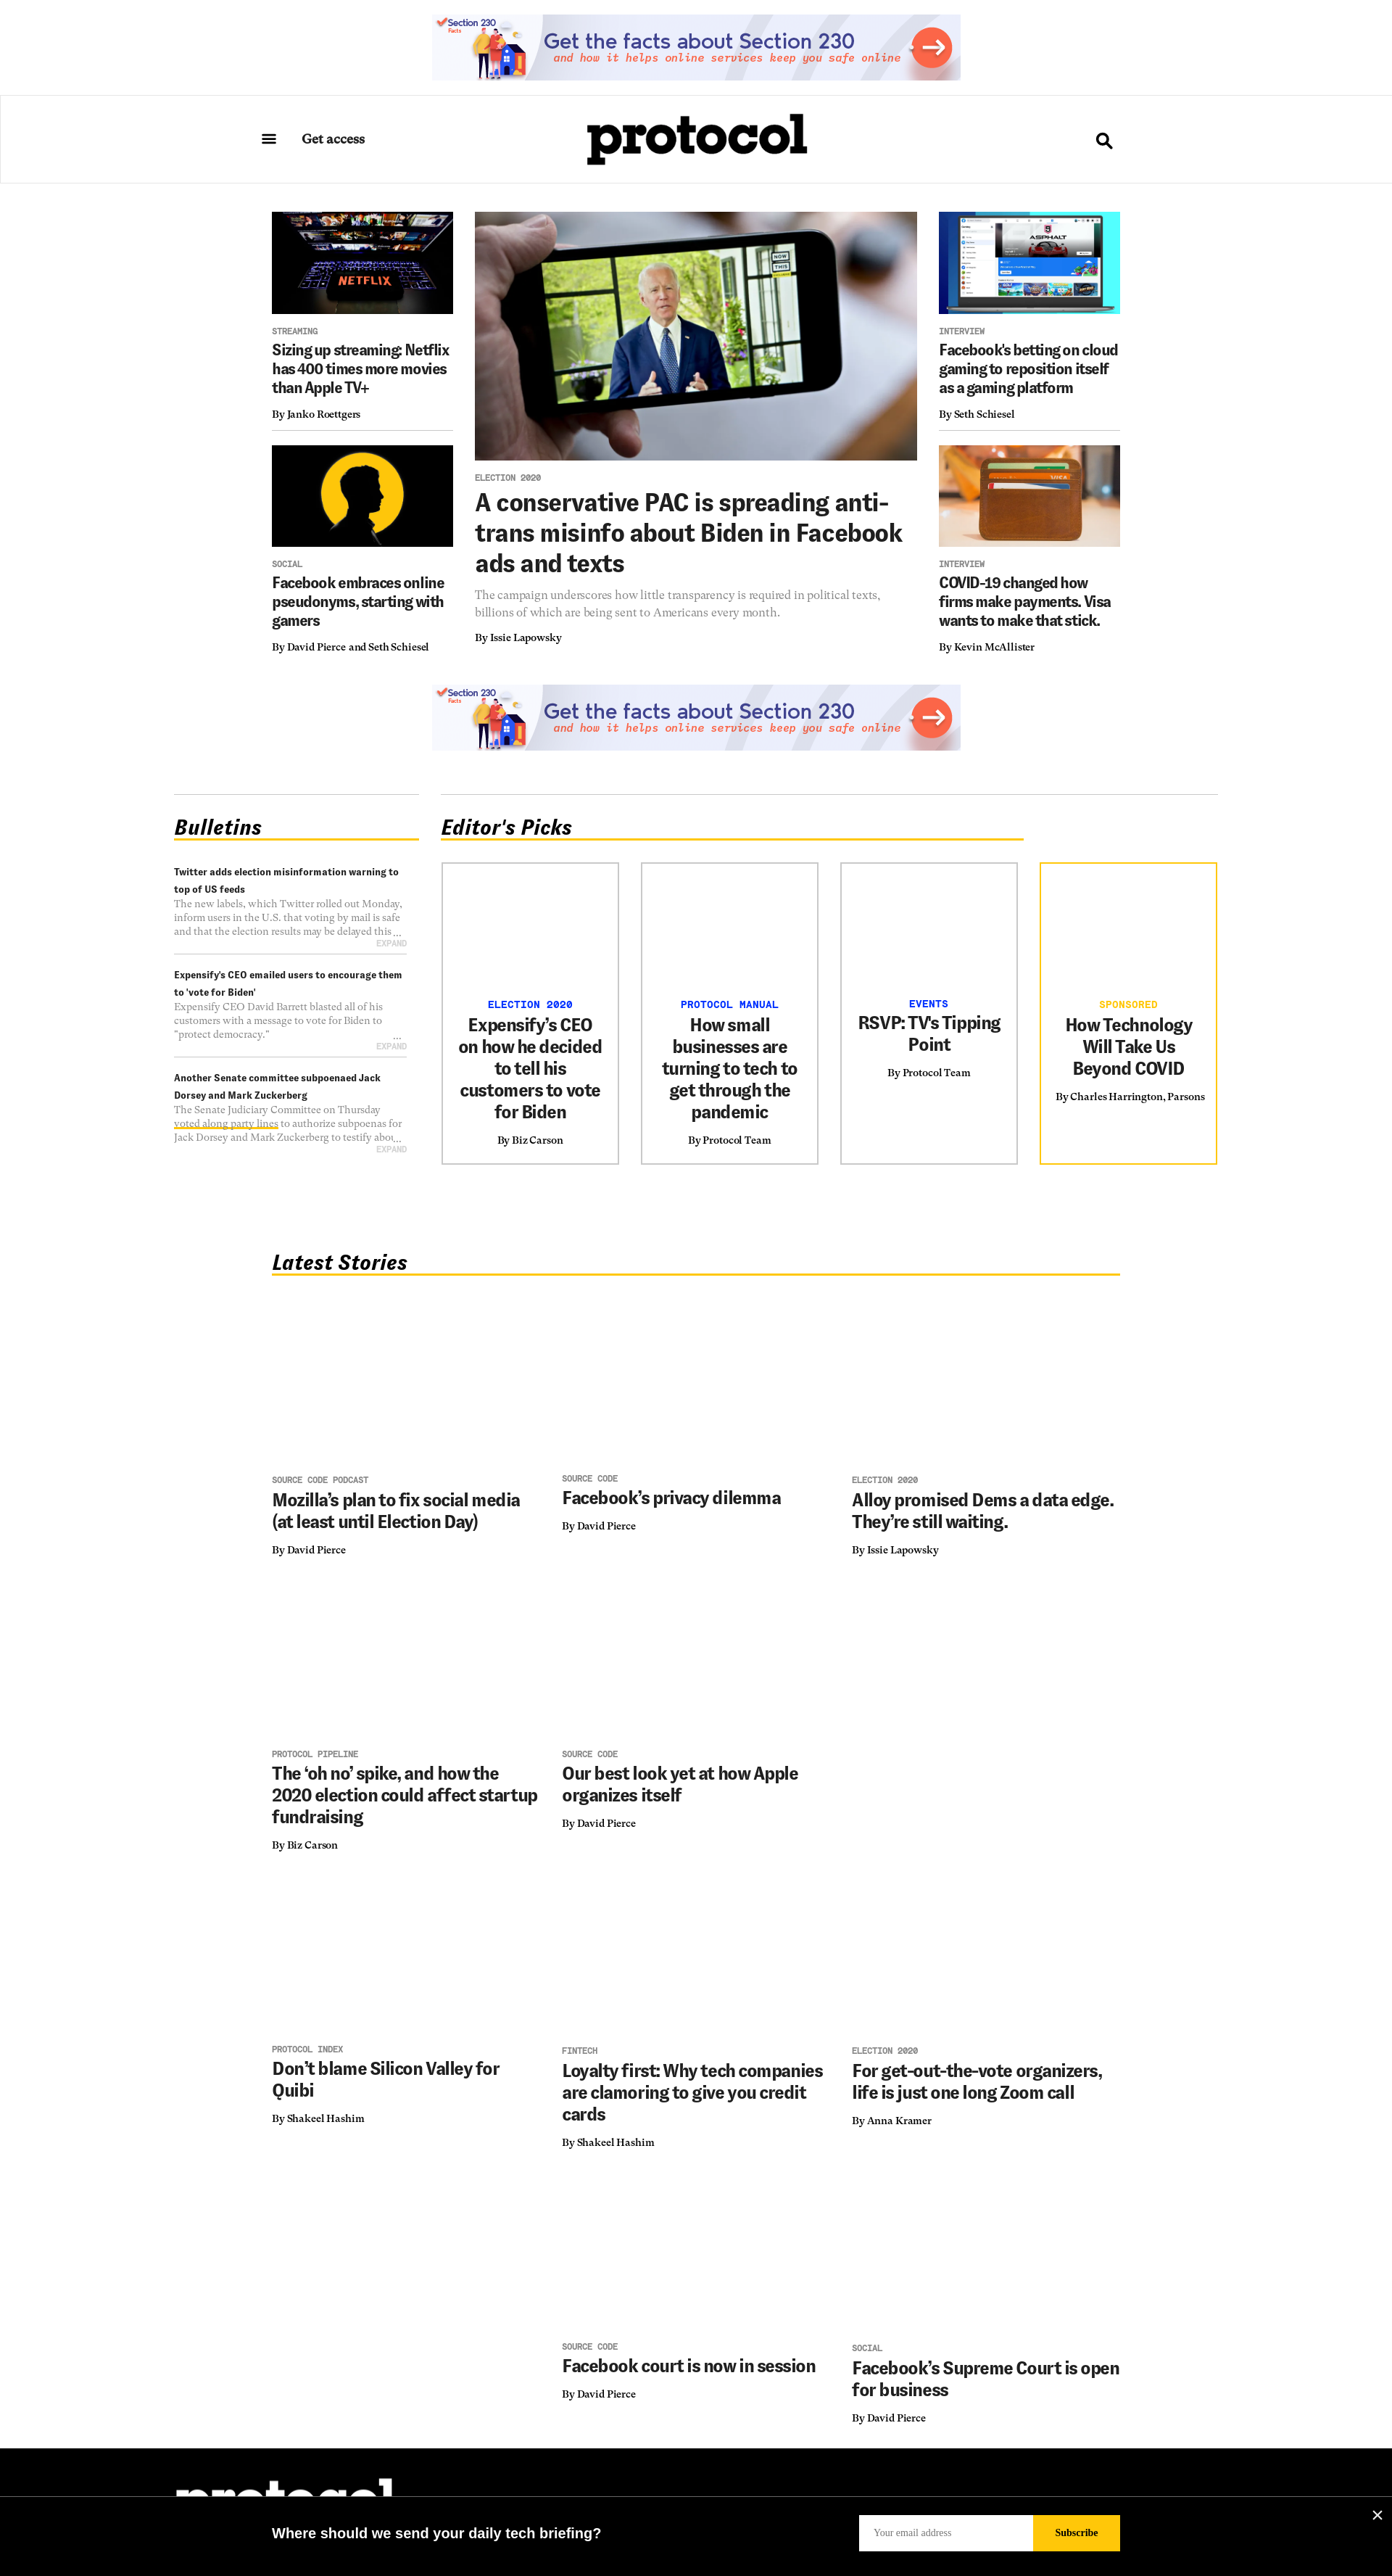 Section 230
Facts
Get the facts about Section 230
and how it helps online services keep you safe online
Get access
protocol
NETFLIX
STREAMING
Sizing up streaming: Netflix
has 400 times more movies
than Apple TV+
By Janko Roettgers
SOCIAL
Facebook embraces online
pseudonyms, starting with
gamers
By David Pierce and Seth Schiesel
NOW
THIS
ELECTION 2020
A conservative PAC is spreading anti-
trans misinfo about Biden in Facebook
ads and texts
The campaign underscores how little transparency is required in political texts,
billions of which are being sent to Americans every month.
By Issie Lapowsky
ASPHALT
INTERVIEW
Facebook's betting on cloud
gaming to reposition itself
as a gaming platform
By Seth Schiesel
VISA
INTERVIEW
COVID-19 changed how
firms make payments. Visa
wants to make that stick.
By Kevin McAllister
Section 230
Facts
Get the facts about Section 230
and how it helps online services keep you safe online
Bulletins
Twitter adds election misinformation warning to
top of US feeds
The new labels, which Twitter rolled out Monday,
inform users in the U.S. that voting by mail is safe
and that the election results may be delayed this ...
EXPAND
Expensify's CEO emailed users to encourage them
to 'vote for Biden'
Expensify CEO David Barrett blasted all of his
customers with a message to vote for Biden to
"protect democracy." ...
EXPAND
Another Senate committee subpoenaed Jack
Dorsey and Mark Zuckerberg
The Senate Judiciary Committee on Thursday
voted along party lines to authorize subpoenas for
Jack Dorsey and Mark Zuckerberg to testify abou...
EXPAND
Editor's Picks
ELECTION 2020
Expensify’s CEO
on how he decided
to tell his
customers to vote
for Biden
By Biz Carson
PROTOCOL MANUAL
How small
businesses are
turning to tech to
get through the
pandemic
By Protocol Team
EVENTS
RSVP: TV's Tipping
Point
By Protocol Team
SPONSORED
How Technology
Will Take Us
Beyond COVID
By Charles Harrington, Parsons
Latest Stories
SOURCE CODE PODCAST
Mozilla’s plan to fix social media
(at least until Election Day)
By David Pierce
SOURCE CODE
Facebook’s privacy dilemma
By David Pierce
ELECTION 2020
Alloy promised Dems a data edge.
They’re still waiting.
By Issie Lapowsky
PROTOCOL PIPELINE
The ‘oh no’ spike, and how the
2020 election could affect startup
fundraising
By Biz Carson
SOURCE CODE
Our best look yet at how Apple
organizes itself
By David Pierce
PROTOCOL INDEX
Don’t blame Silicon Valley for
Quibi
By Shakeel Hashim
FINTECH
Loyalty first: Why tech companies
are clamoring to give you credit
cards
By Shakeel Hashim
ELECTION 2020
For get-out-the-vote organizers,
life is just one long Zoom call
By Anna Kramer
SOURCE CODE
Facebook court is now in session
By David Pierce
SOCIAL
Facebook’s Supreme Court is open
for business
By David Pierce
protocol
Where should we send your daily tech briefing?
Your email address
Subscribe